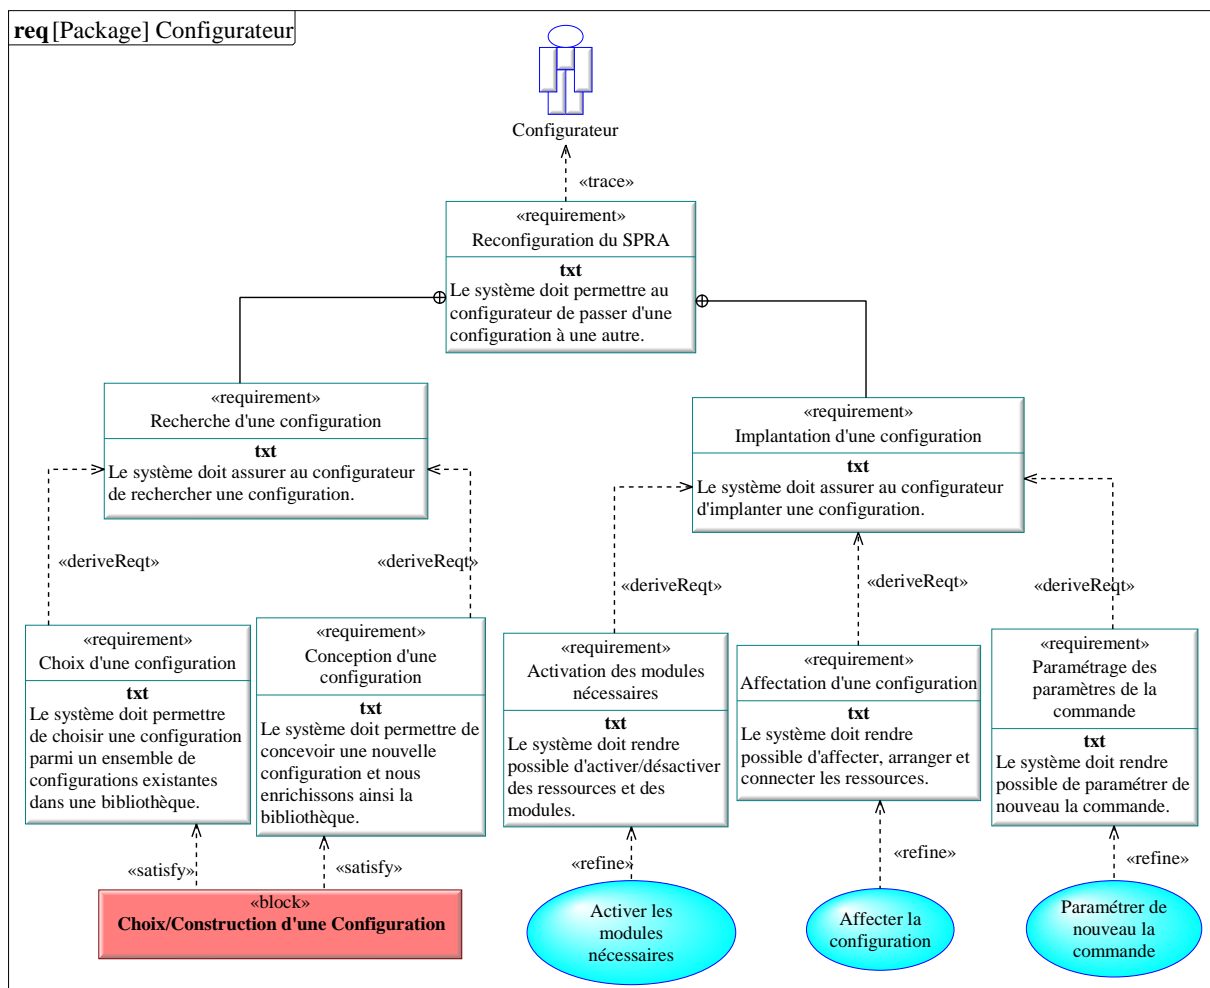 req [Package] Configurateur
Configurateur
«trace»
«requirement»
Reconfiguration du SPRA
txt
Le système doit permettre au
configurateur de passer d'une
configuration à une autre.
«requirement»
Recherche d'une configuration
txt
Le système doit assurer au configurateur
de rechercher une configuration.
«requirement»
Implantation d'une configuration
txt
Le système doit assurer au configurateur
d'implanter une configuration.
«deriveReqt»
«deriveReqt»
«deriveReqt»
«deriveReqt»
«deriveReqt»
«requirement»
Choix d'une configuration
txt
Le système doit permettre
de choisir une configuration
parmi un ensemble de
configurations existantes
dans une bibliothèque.
«requirement»
Conception d'une
configuration
txt
Le système doit permettre de
concevoir une nouvelle
configuration et nous
enrichissons ainsi la
bibliothèque.
«requirement»
Activation des modules
nécessaires
txt
Le système doit rendre
possible d'activer/désactiver
des ressources et des
modules.
«requirement»
Affectation d'une configuration
txt
Le système doit rendre
possible d'affecter, arranger et
connecter les ressources.
«requirement»
Paramétrage des
paramètres de la
commande
txt
Le système doit rendre
possible de paramétrer de
nouveau la commande.
«satisfy»
«satisfy»
«refine»
«refine»
«refine»
«block»
Choix/Construction d'une Configuration
Activer les
modules
nécessaires
Affecter la
configuration
Paramétrer de
nouveau la
commande